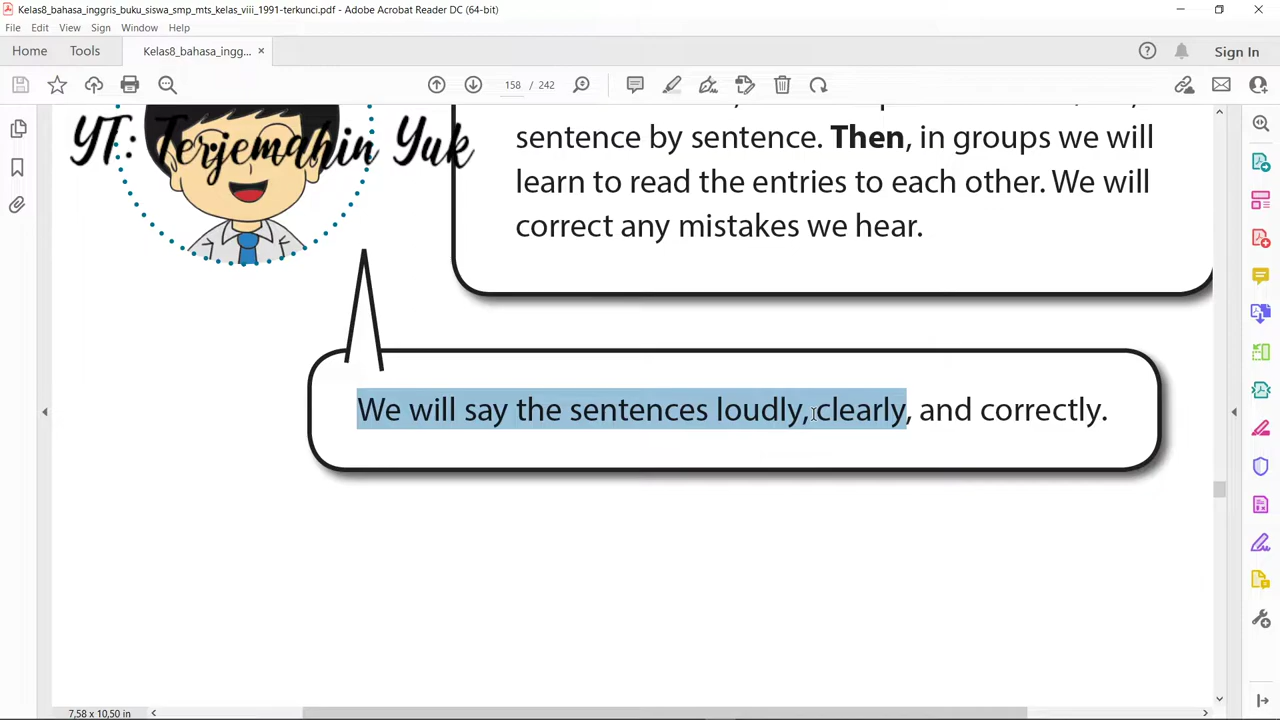 Kelas8_bahasa_inggris_buku_siswa_smp_mts_kelas_viii_1991-terkunci.pdf - Adobe Acrobat Reader DC (64-bit)
File Edit View Sign Window Help
Home Tools Kelas8_bahasa_ingg... × Sign In
158 / 242
YT: Terjemahin Yuk
sentence by sentence. Then, in groups we will
learn to read the entries to each other. We will
correct any mistakes we hear.
We will say the sentences loudly, clearly, and correctly.
7,58 x 10,50 in